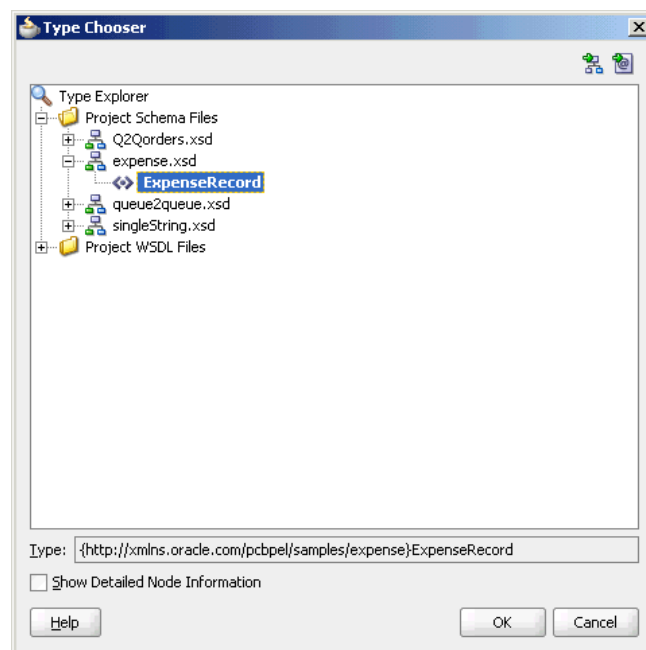 Type Chooser
Type Explorer
Project Schema Files
Q2Qorders.xsd
expense.xsd
ExpenseRecord
queue2queue.xsd
singleString.xsd
Project WSDL Files
Type: {http://xmlns.oracle.com/pcbpel/samples/expense}ExpenseRecord
Show Detailed Node Information
Help OK Cancel